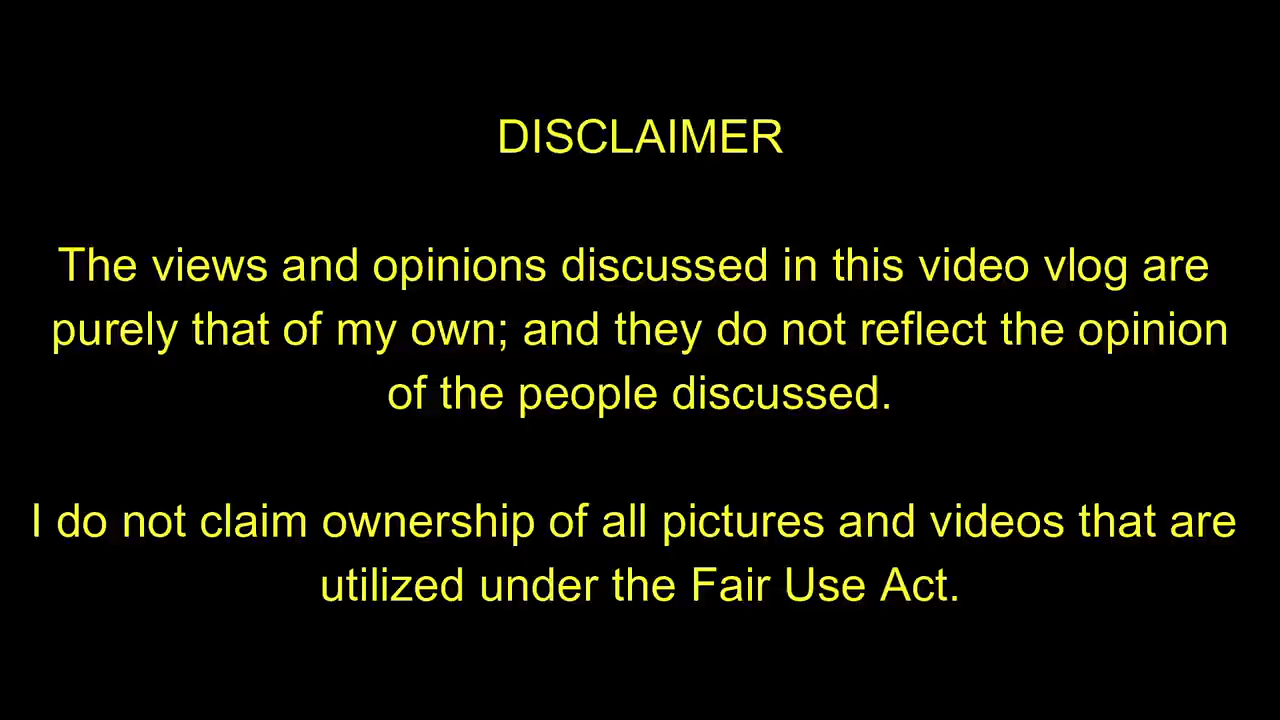 DISCLAIMER
The views and opinions discussed in this video vlog are
purely that of my own; and they do not reflect the opinion
of the people discussed.
I do not claim ownership of all pictures and videos that are
utilized under the Fair Use Act.